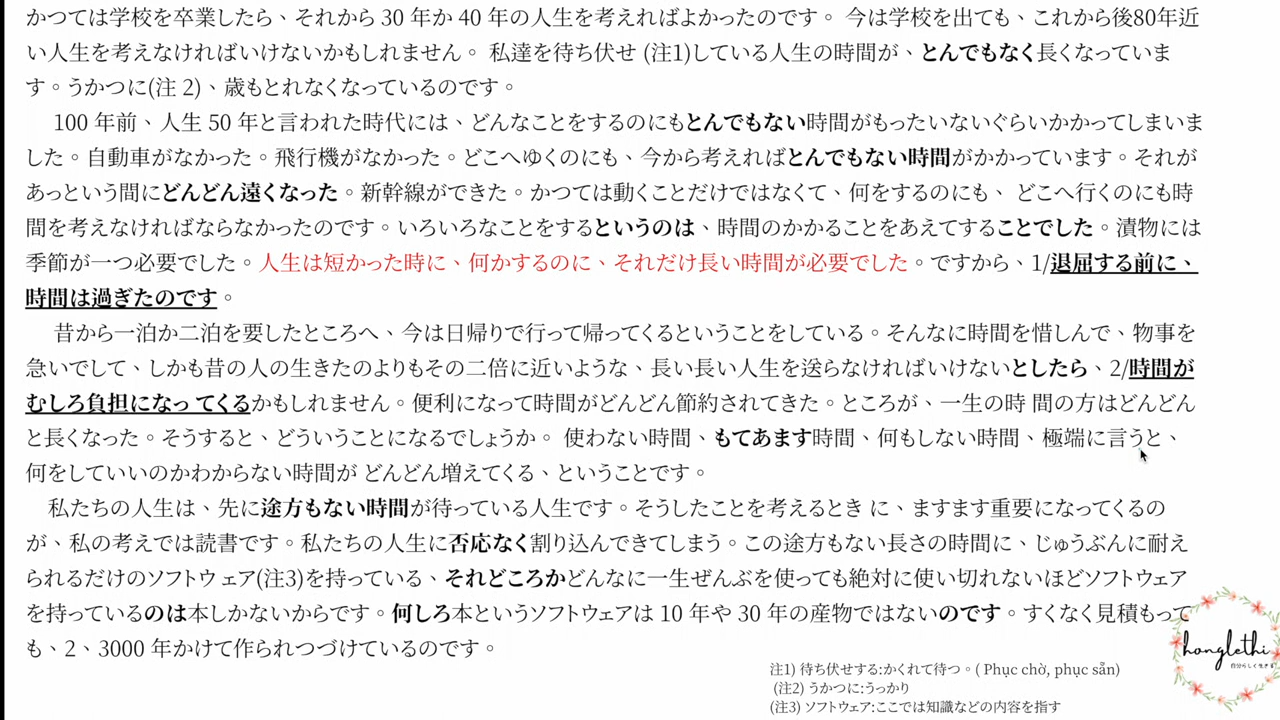 かつては学校を卒業したら、それから 30 年か 40 年の人生を考えればよかったのです。 今は学校を出ても、これから後80年近
い人生を考えなければいけないかもしれません。 私達を待ち伏せ (注1)している人生の時間が、とんでもなく長くなっていま
す。うかつに(注 2)、歳もとれなくなっているのです。
100 年前、人生 50 年と言われた時代には、どんなことをするのにもとんでもない時間がもったいないぐらいかかってしまいま
した。自動車がなかった。飛行機がなかった。どこへゆくのにも、今から考えればとんでもない時間がかかっています。それが
あっという間にどんどん遠くなった。新幹線ができた。かつては動くことだけではなくて、何をするのにも、 どこへ行くのにも時
間を考えなければならなかったのです。いろいろなことをするというのは、時間のかかることをあえてすることでした。漬物には
季節が一つ必要でした。人生は短かった時に、何かするのに、それだけ長い時間が必要でした。ですから、1/退屈する前に、
時間は過ぎたのです。
昔から一泊か二泊を要したところへ、今は日帰りで行って帰ってくるということをしている。そんなに時間を惜しんで、物事を
急いでして、しかも昔の人の生きたのよりもその二倍に近いような、長い長い人生を送らなければいけないとしたら、2/時間が
むしろ負担になっ てくるかもしれません。便利になって時間がどんどん節約されてきた。ところが、一生の時 間の方はどんどん
と長くなった。そうすると、どういうことになるでしょうか。 使わない時間、もてあます時間、何もしない時間、極端に言うと、
何をしていいのかわからない時間が どんどん増えてくる、ということです。
私たちの人生は、先に途方もない時間が待っている人生です。そうしたことを考えるとき に、ますます重要になってくるの
が、私の考えでは読書です。私たちの人生に否応なく割り込んできてしまう。この途方もない長さの時間に、じゅうぶんに耐え
られるだけのソフトウ ェア(注3)を持っている、それどころかどんなに一生ぜんぶを使っても絶対に使い切れないほどソフトウェア
を持っているのは本しかないからです。何しろ本というソフトウェアは 10 年や 30 年の産物ではないのです。すくなく見積もって
も、2、3000 年かけて作られつづけているのです。
注1) 待ち伏せする:かくれて待つ。( Phục chờ, phục sẵn)
(注2) うかつに:うっかり
(注3) ソフトウェア:ここでは知識などの内容を指す
honglethi
自分らしく生きす